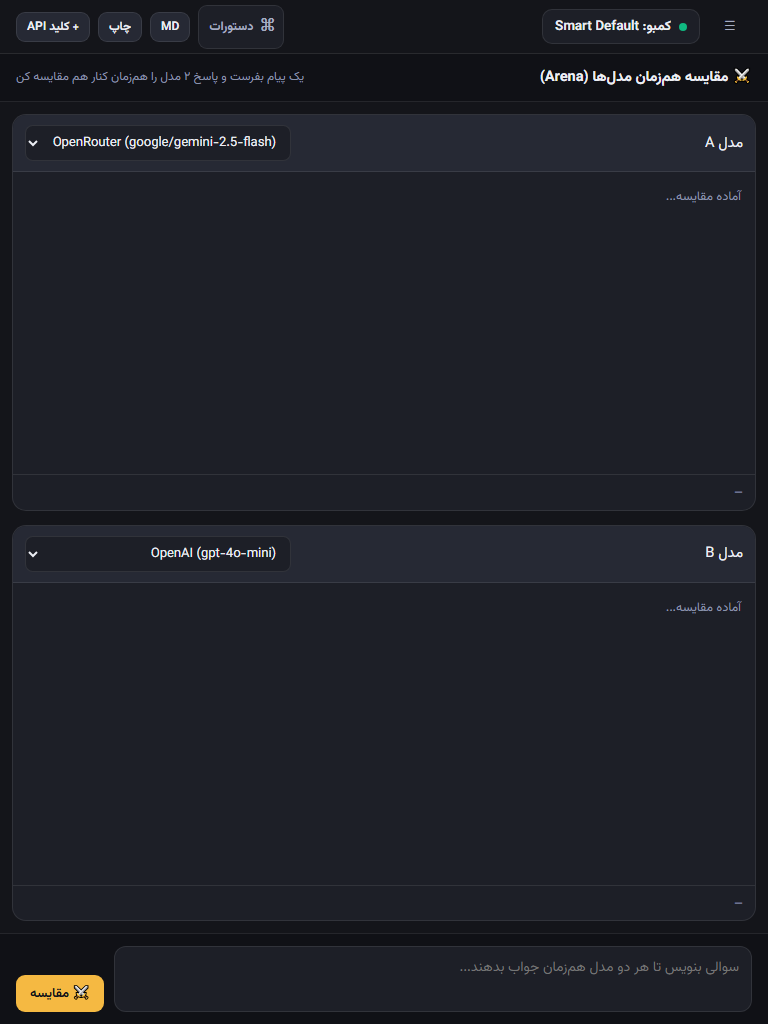 ☰
کمبو: Smart Default
⌘ دستورات
MD
چاپ
+ کلید API
⚔️ مقایسه هم‌زمان مدل‌ها (Arena)
یک پیام بفرست و پاسخ ۲ مدل را هم‌زمان کنار هم مقایسه کن
مدل A
OpenRouter (google/gemini-2.5-flash)
آماده مقایسه...
—
مدل B
OpenAI (gpt-4o-mini)
آماده مقایسه...
—
سوالی بنویس تا هر دو مدل هم‌زمان جواب بدهند...
⚔️ مقایسه